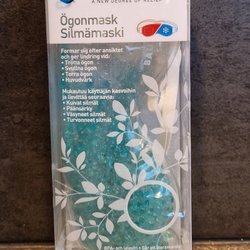 A NEW DEGREE OF RELIEF
Ögonmask
Silmämaski
Formar sig efter ansiktet
och ger lindring vid:
• Trötta ögon
• Svullna ögon
• Torra ögon
• Huvudvärk
Mukautuu käyttäjän kasvoihin
ja lievittää seuraavia:
• Kuivat silmät
• Päänsärky
• Väsyneet silmät
• Turvonneet silmät